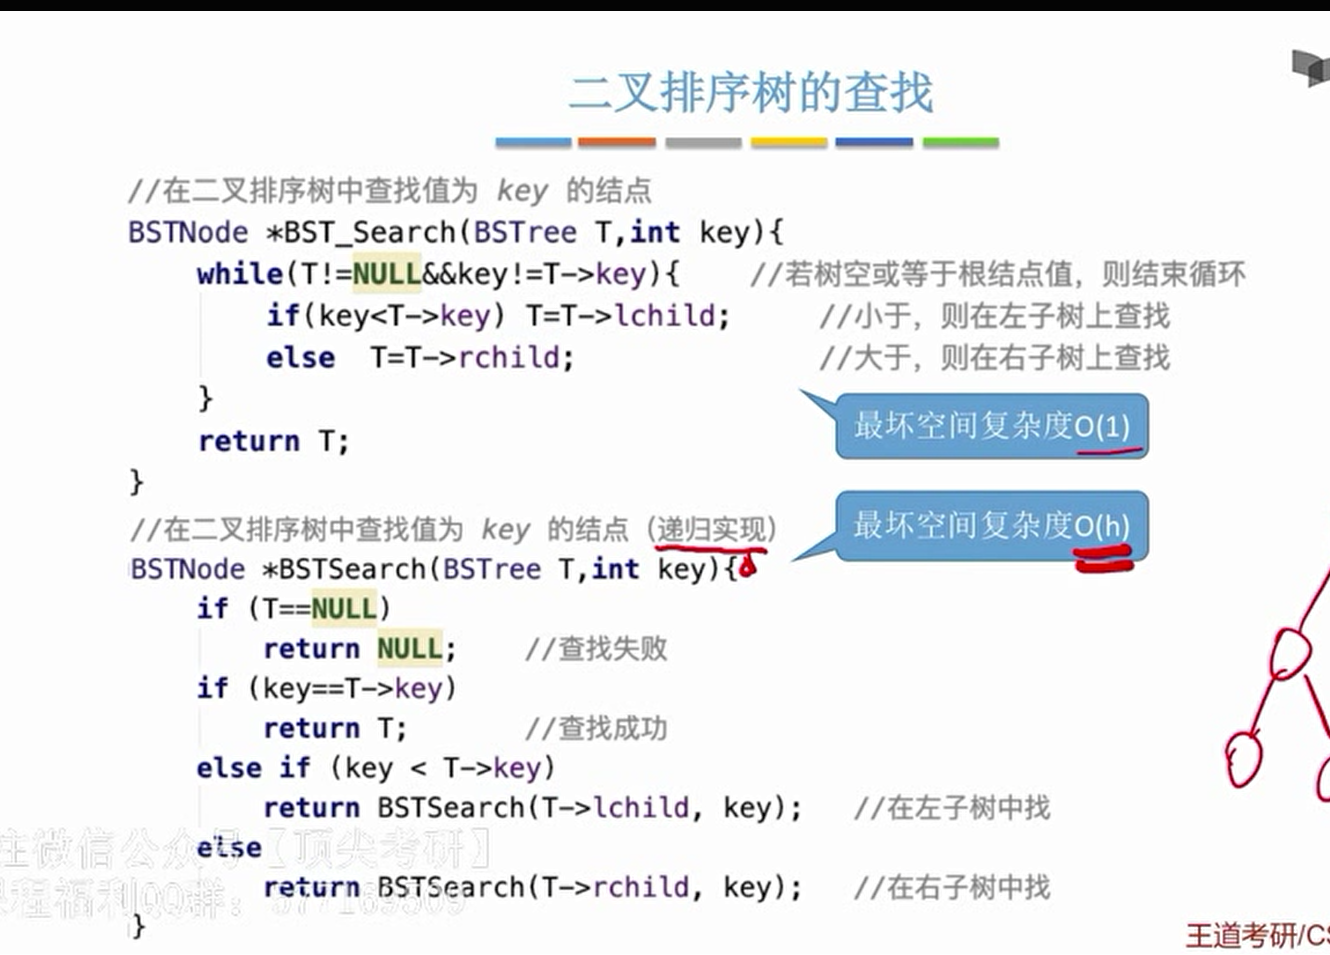 二叉排序树的查找
//在二叉排序树中查找值为 key 的结点
BSTNode *BST_Search(BSTree T,int key){
while(T!=NULL&&key!=T->key){ //若树空或等于根结点值，则结束循环
if(key<T->key) T=T->lchild; //小于，则在左子树上查找
else T=T->rchild; //大于，则在右子树上查找
}
最坏空间复杂度O(1)
return T;
}
最坏空间复杂度O(h)
//在二叉排序树中查找值为 key 的结点（递归实现）
BSTNode *BSTSearch(BSTree T,int key){
if (T==NULL)
return NULL; //查找失败
if (key==T->key)
return T; //查找成功
else if (key < T->key)
return BSTSearch(T->lchild, key); //在左子树中找
else
注微信公众号【顶尖考研】
return BSTSearch(T->rchild, key); //在右子树中找
课程福利QQ群：577169509
}
王道考研/CS